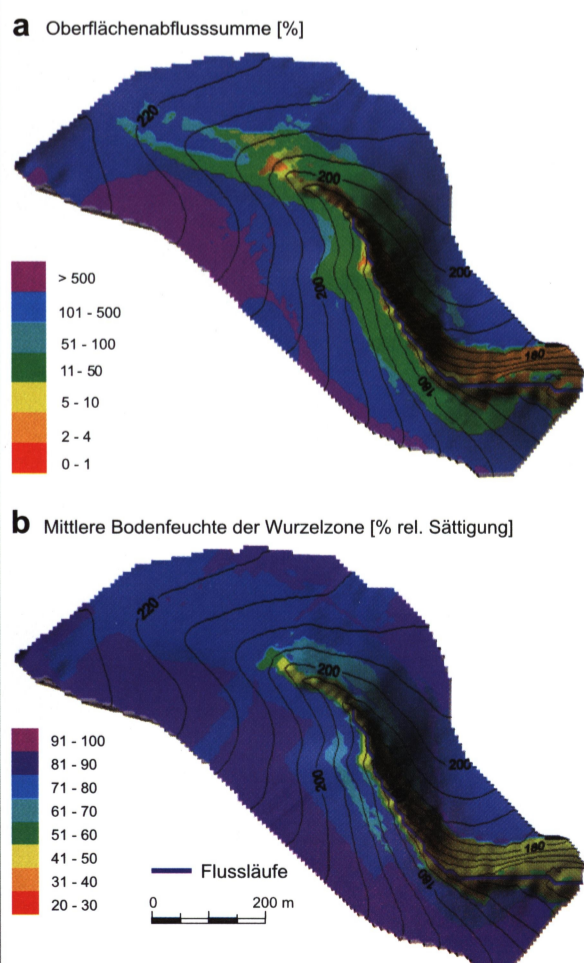 a Oberflächenabflusssumme [%]
220
200
200
200
180
180
> 500
101 - 500
51 - 100
11 - 50
5 - 10
2 - 4
0 - 1
b Mittlere Bodenfeuchte der Wurzelzone [% rel. Sättigung]
220
200
200
200
180
180
91 - 100
81 - 90
71 - 80
61 - 70
51 - 60
41 - 50
31 - 40
20 - 30
Flussläufe
0 200 m